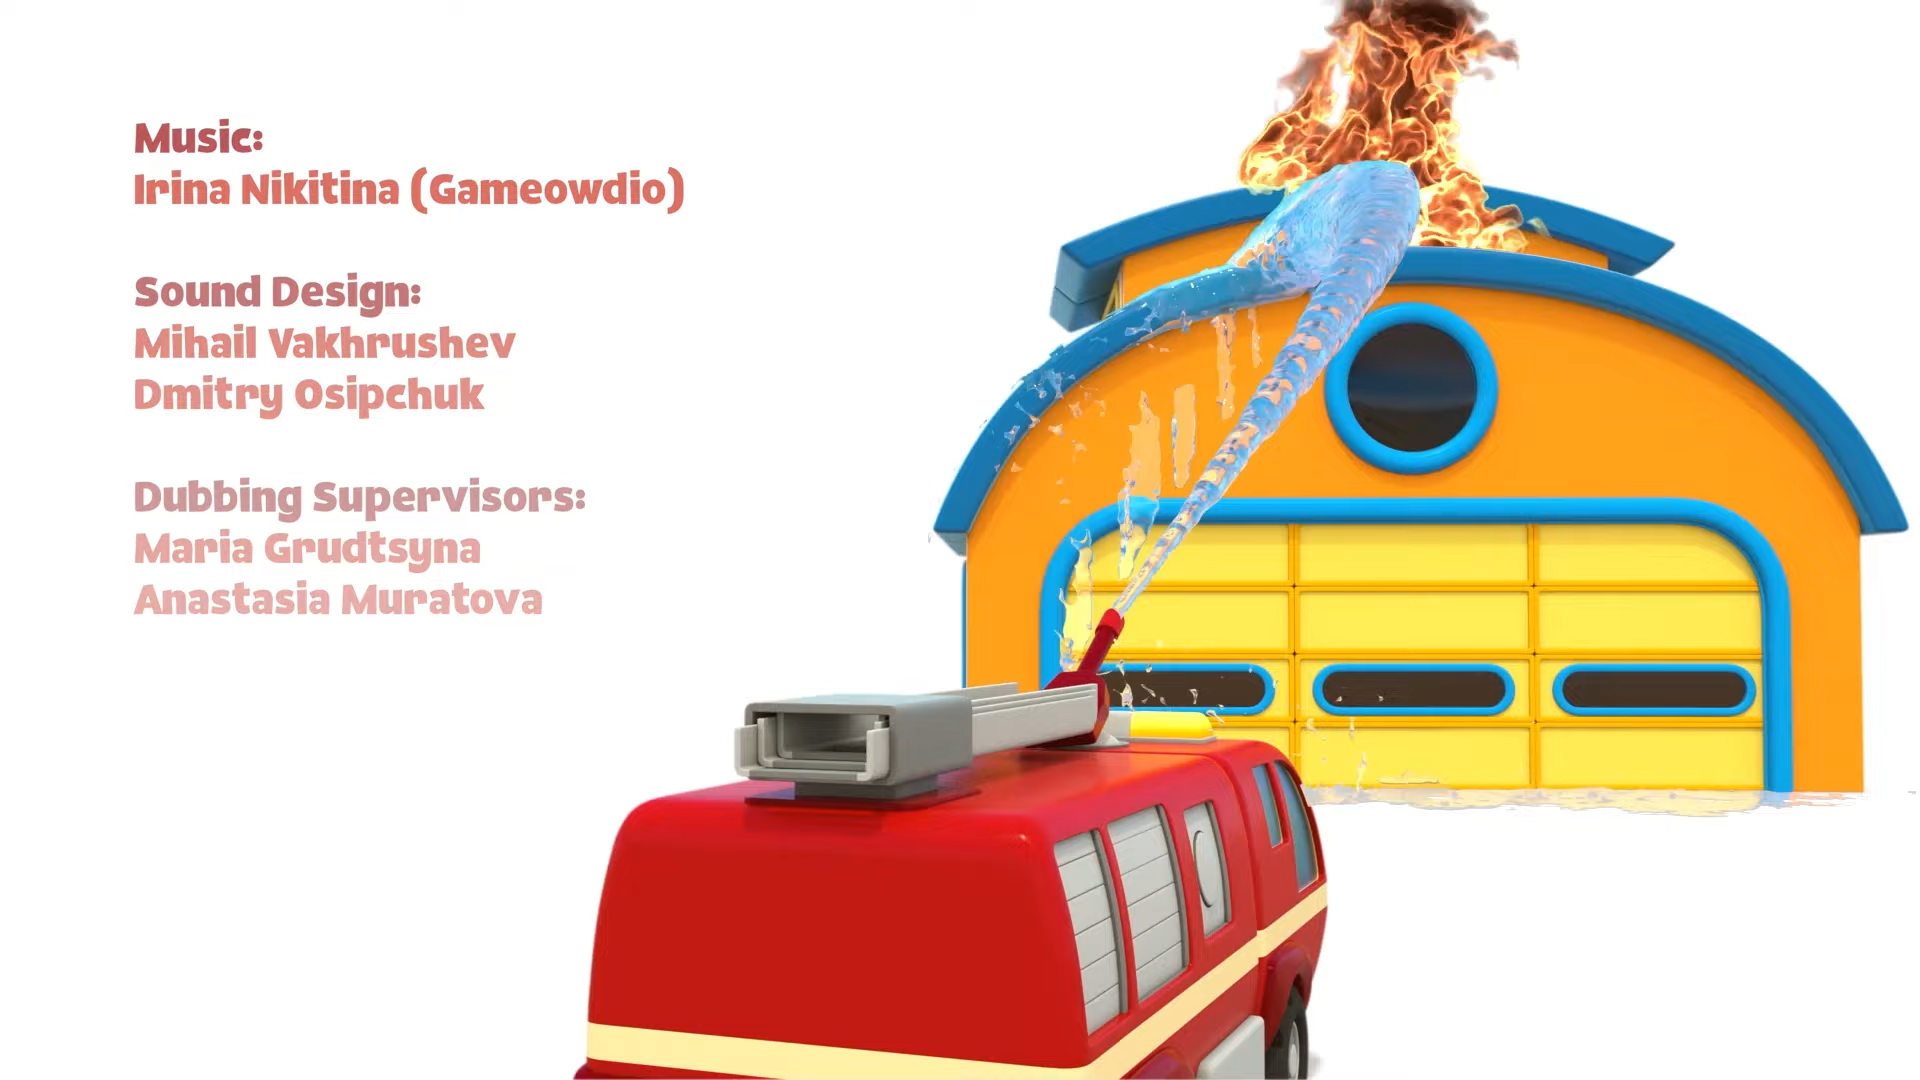 Music:
Irina Nikitina (Gameowdio)
Sound Design:
Mihail Vakhrushev
Dmitry Osipchuk
Dubbing Supervisors:
Maria Grudtsyna
Anastasia Muratova